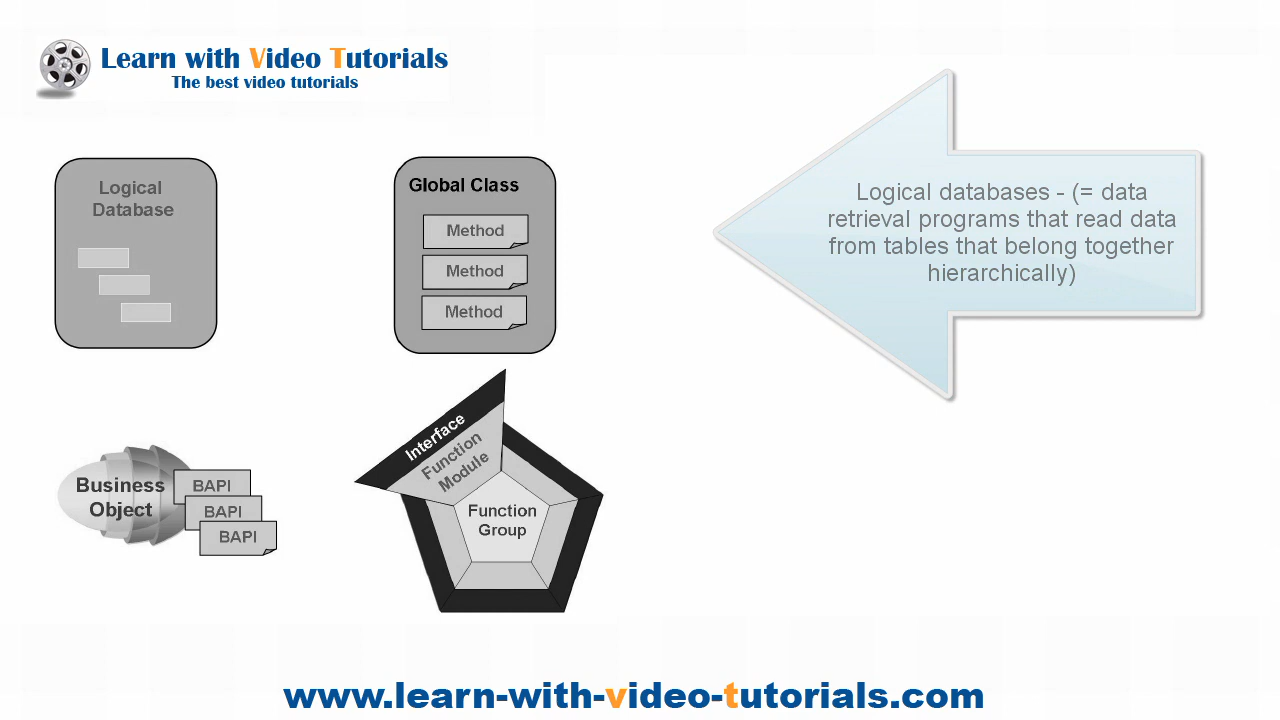 Learn with Video Tutorials
The best video tutorials
Logical
Database
Global Class
Method
Method
Method
Logical databases - (= data
retrieval programs that read data
from tables that belong together
hierarchically)
Business
Object
BAPI
BAPI
BAPI
Interface
Function
Module
Function
Group
www.learn-with-video-tutorials.com